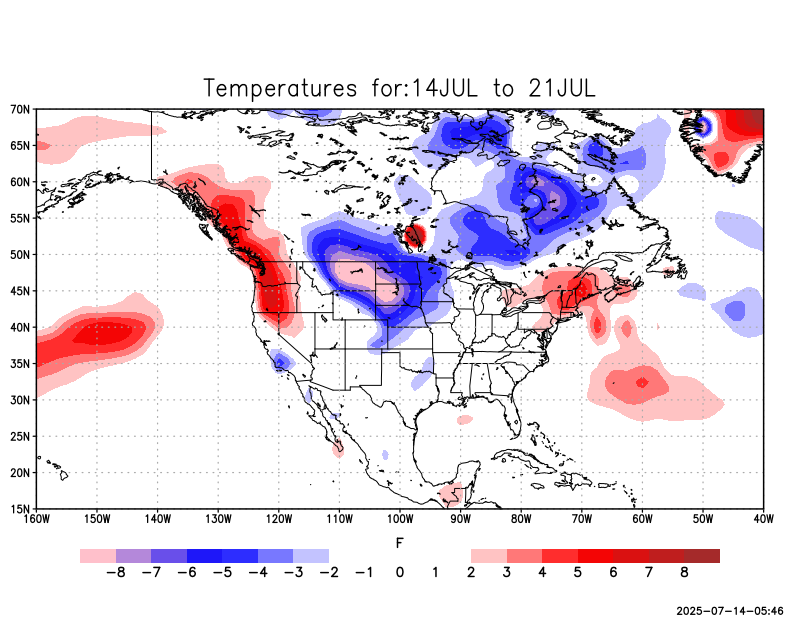 Temperatures for:14JUL to 21JUL
70N
65N
60N
55N
50N
45N
40N
35N
30N
25N
20N
15N
160W 150W 140W 130W 120W 110W 100W 90W 80W 70W 60W 50W 40W
F
−8 −7 −6 −5 −4 −3 −2 −1 0 1 2 3 4 5 6 7 8
2025-07-14-05:46